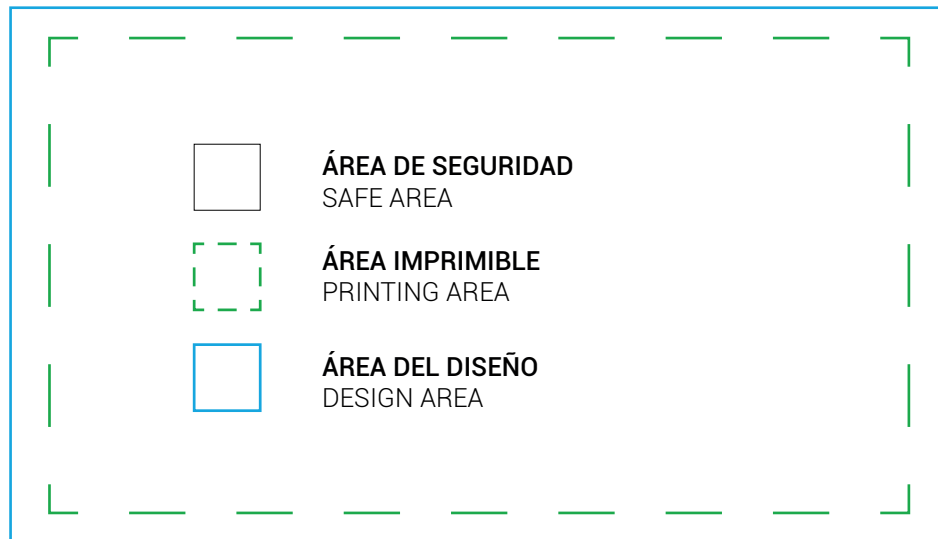 ÁREA DE SEGURIDAD
SAFE AREA
ÁREA IMPRIMIBLE
PRINTING AREA
ÁREA DEL DISEÑO
DESIGN AREA